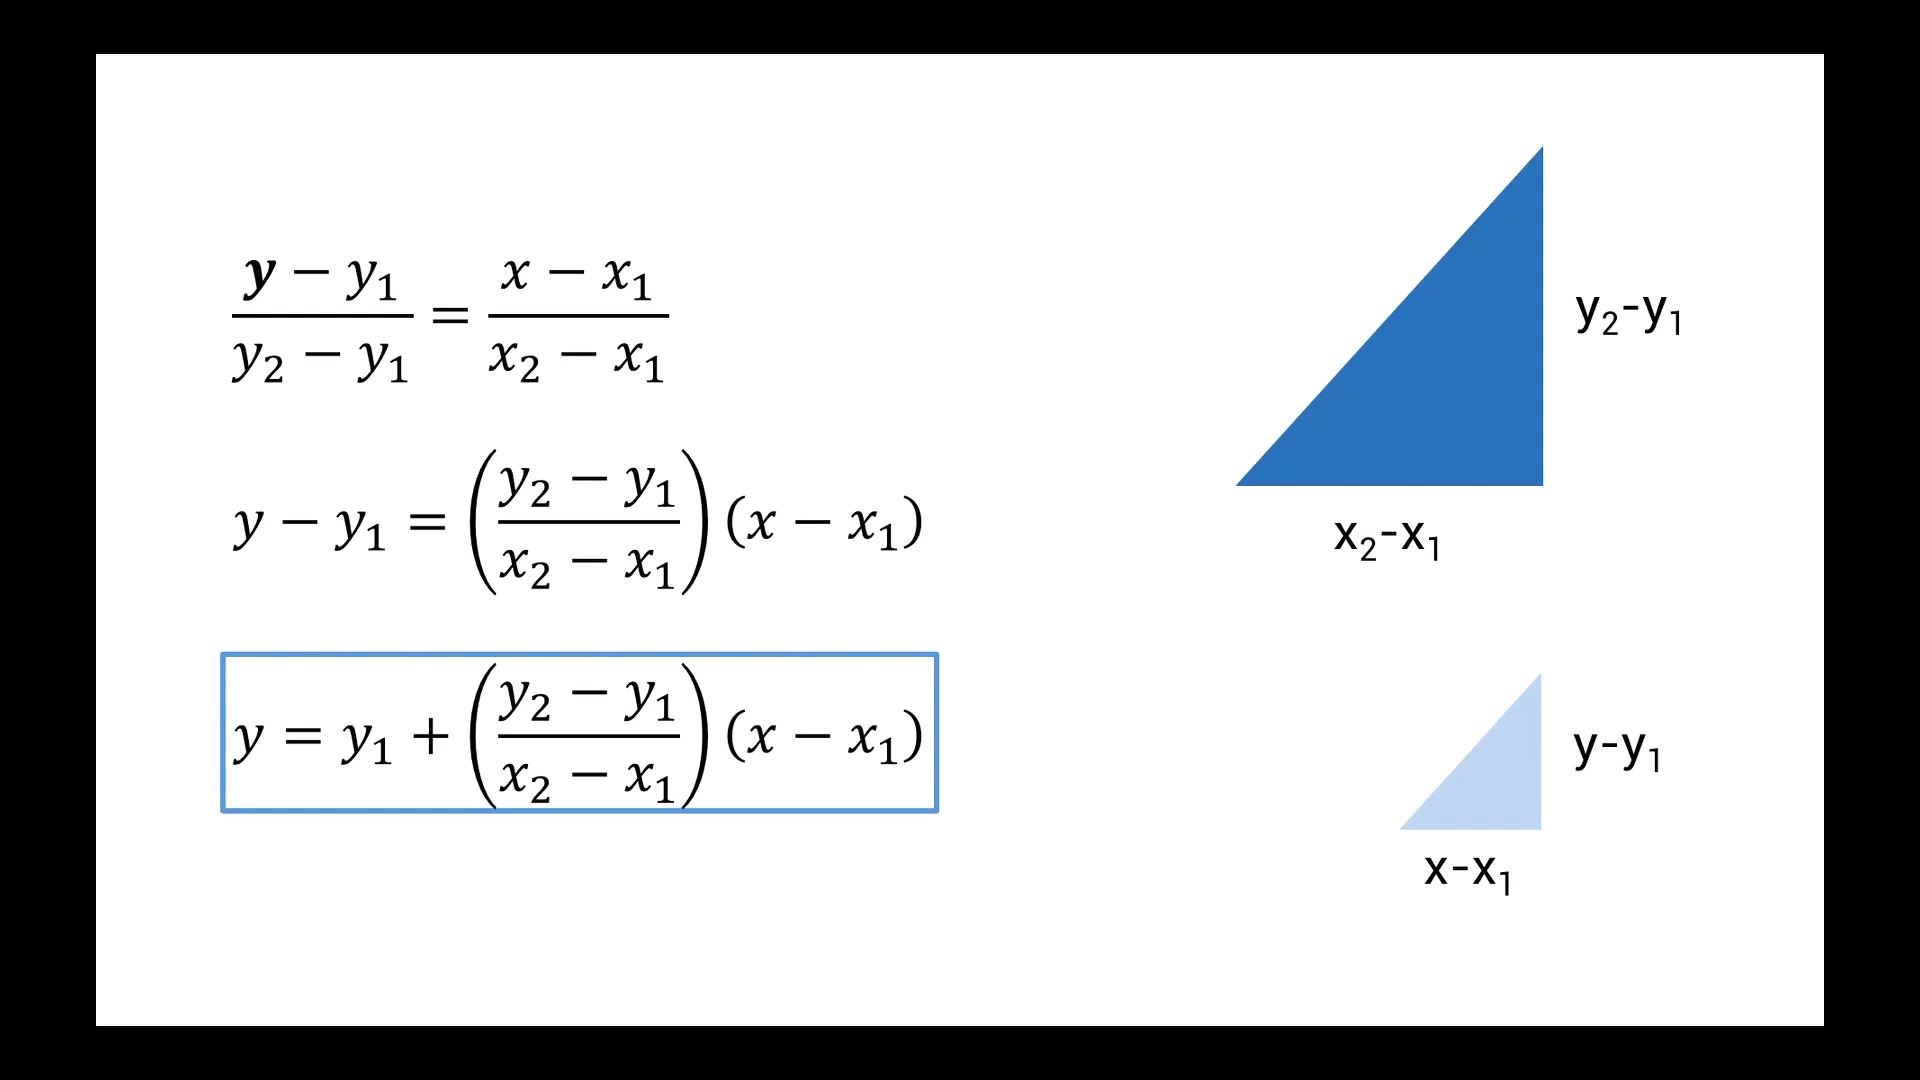 y − y₁ / y₂ − y₁ = x − x₁ / x₂ − x₁
y − y₁ = (y₂ − y₁ / x₂ − x₁) (x − x₁)
y = y₁ + (y₂ − y₁ / x₂ − x₁) (x − x₁)
y₂-y₁
x₂-x₁
y-y₁
x-x₁